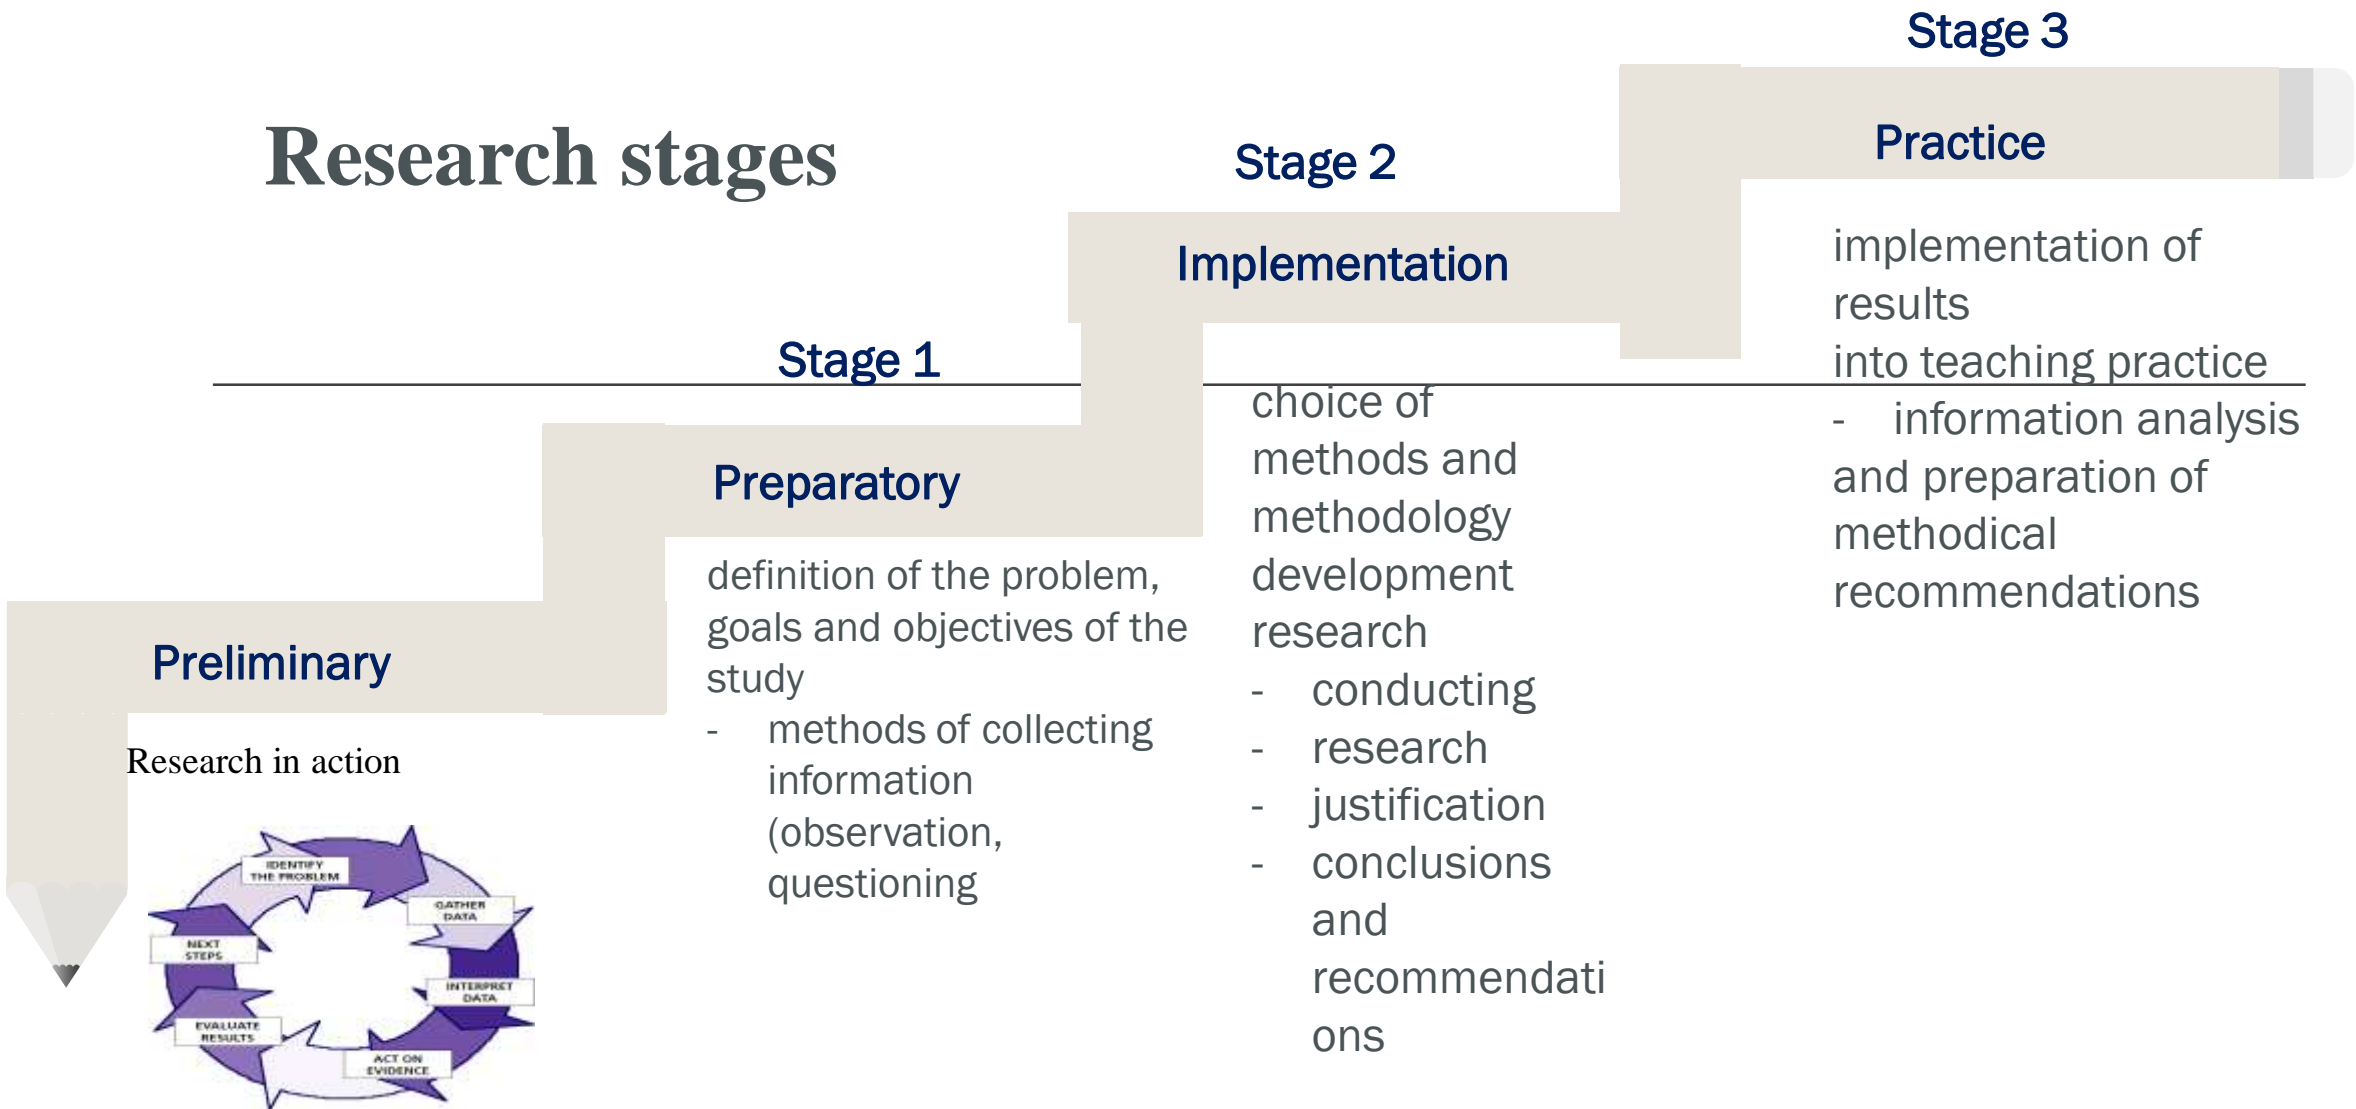 Research stages
Preliminary
Research in action
IDENTIFY
THE PROBLEM
GATHER
DATA
INTERPRET
DATA
ACT ON
EVIDENCE
EVALUATE
RESULTS
NEXT
STEPS
Stage 1
Preparatory
definition of the problem,
goals and objectives of the
study
- methods of collecting
information
(observation,
questioning
Stage 2
Implementation
choice of
methods and
methodology
development
research
- conducting
- research
- justification
- conclusions
and
recommendati
ons
Stage 3
Practice
implementation of
results
into teaching practice
- information analysis
and preparation of
methodical
recommendations